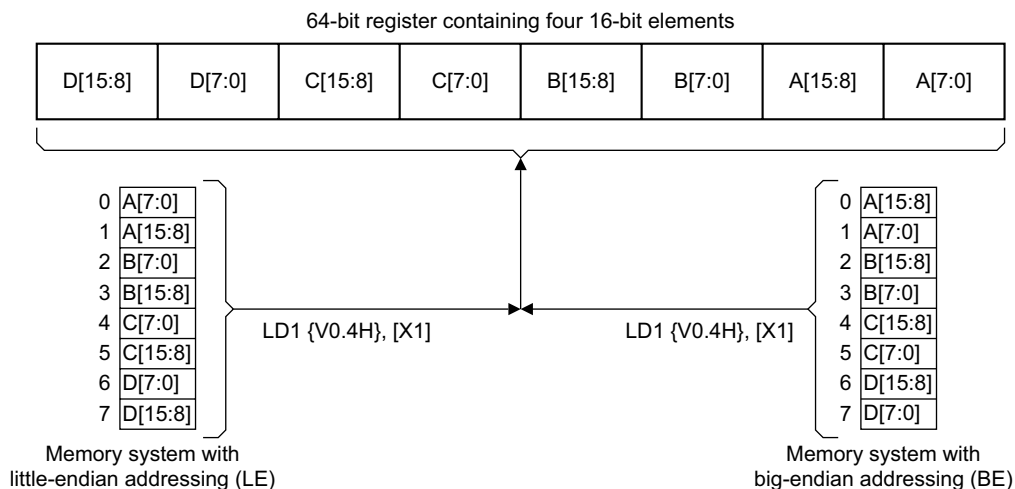 64-bit register containing four 16-bit elements
D[15:8] D[7:0] C[15:8] C[7:0] B[15:8] B[7:0] A[15:8] A[7:0]
0 A[7:0]
1 A[15:8]
2 B[7:0]
3 B[15:8]
4 C[7:0]
5 C[15:8]
6 D[7:0]
7 D[15:8]
LD1 {V0.4H}, [X1]
Memory system with
little-endian addressing (LE)
LD1 {V0.4H}, [X1]
0 A[15:8]
1 A[7:0]
2 B[15:8]
3 B[7:0]
4 C[15:8]
5 C[7:0]
6 D[15:8]
7 D[7:0]
Memory system with
big-endian addressing (BE)